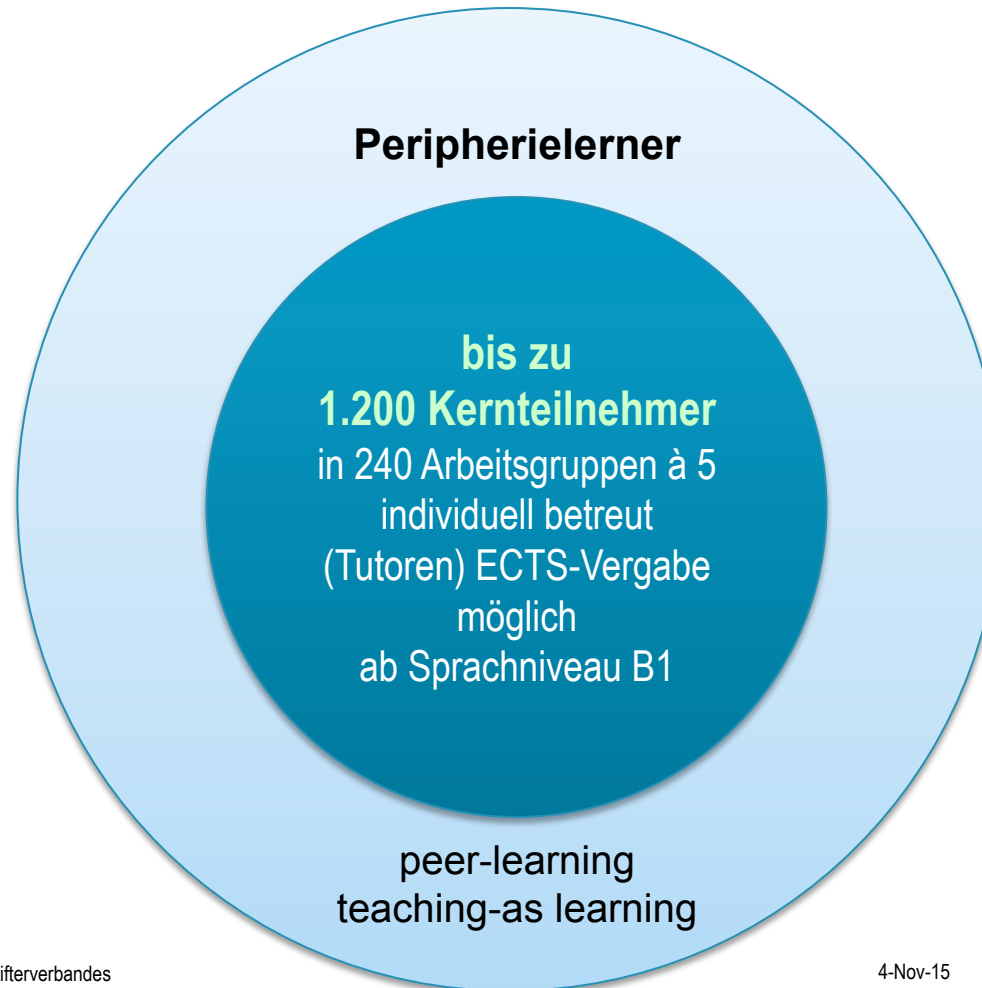 Peripherielerner
bis zu
1.200 Kernteilnehmer
in 240 Arbeitsgruppen à 5
individuell betreut
(Tutoren) ECTS-Vergabe
möglich
ab Sprachniveau B1
peer-learning
teaching-as learning
ifterverbandes
4-Nov-15